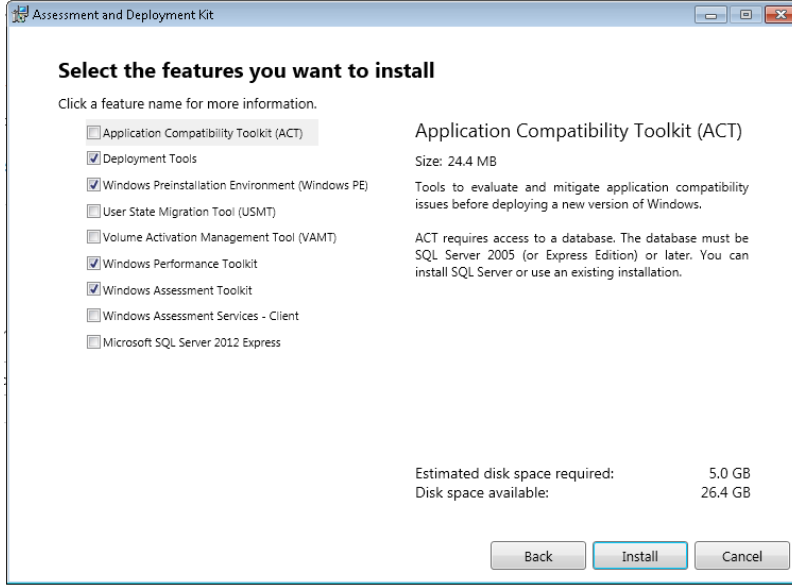 Assessment and Deployment Kit
Select the features you want to install
Click a feature name for more information.
Application Compatibility Toolkit (ACT)
Deployment Tools
Windows Preinstallation Environment (Windows PE)
User State Migration Tool (USMT)
Volume Activation Management Tool (VAMT)
Windows Performance Toolkit
Windows Assessment Toolkit
Windows Assessment Services - Client
Microsoft SQL Server 2012 Express
Application Compatibility Toolkit (ACT)
Size: 24.4 MB
Tools to evaluate and mitigate application compatibility
issues before deploying a new version of Windows.
ACT requires access to a database. The database must be
SQL Server 2005 (or Express Edition) or later. You can
install SQL Server or use an existing installation.
Estimated disk space required: 5.0 GB
Disk space available: 26.4 GB
Back Install Cancel